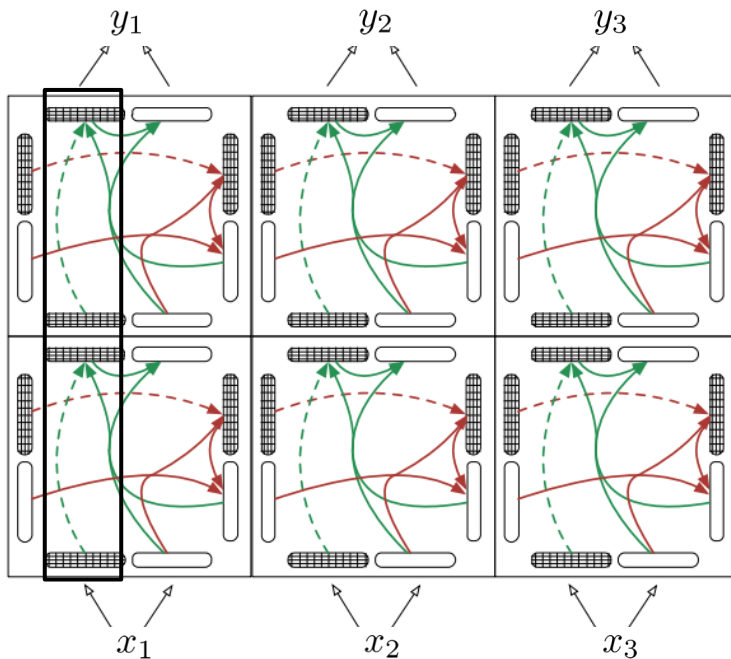 y₁ y₂ y₃
x₁ x₂ x₃